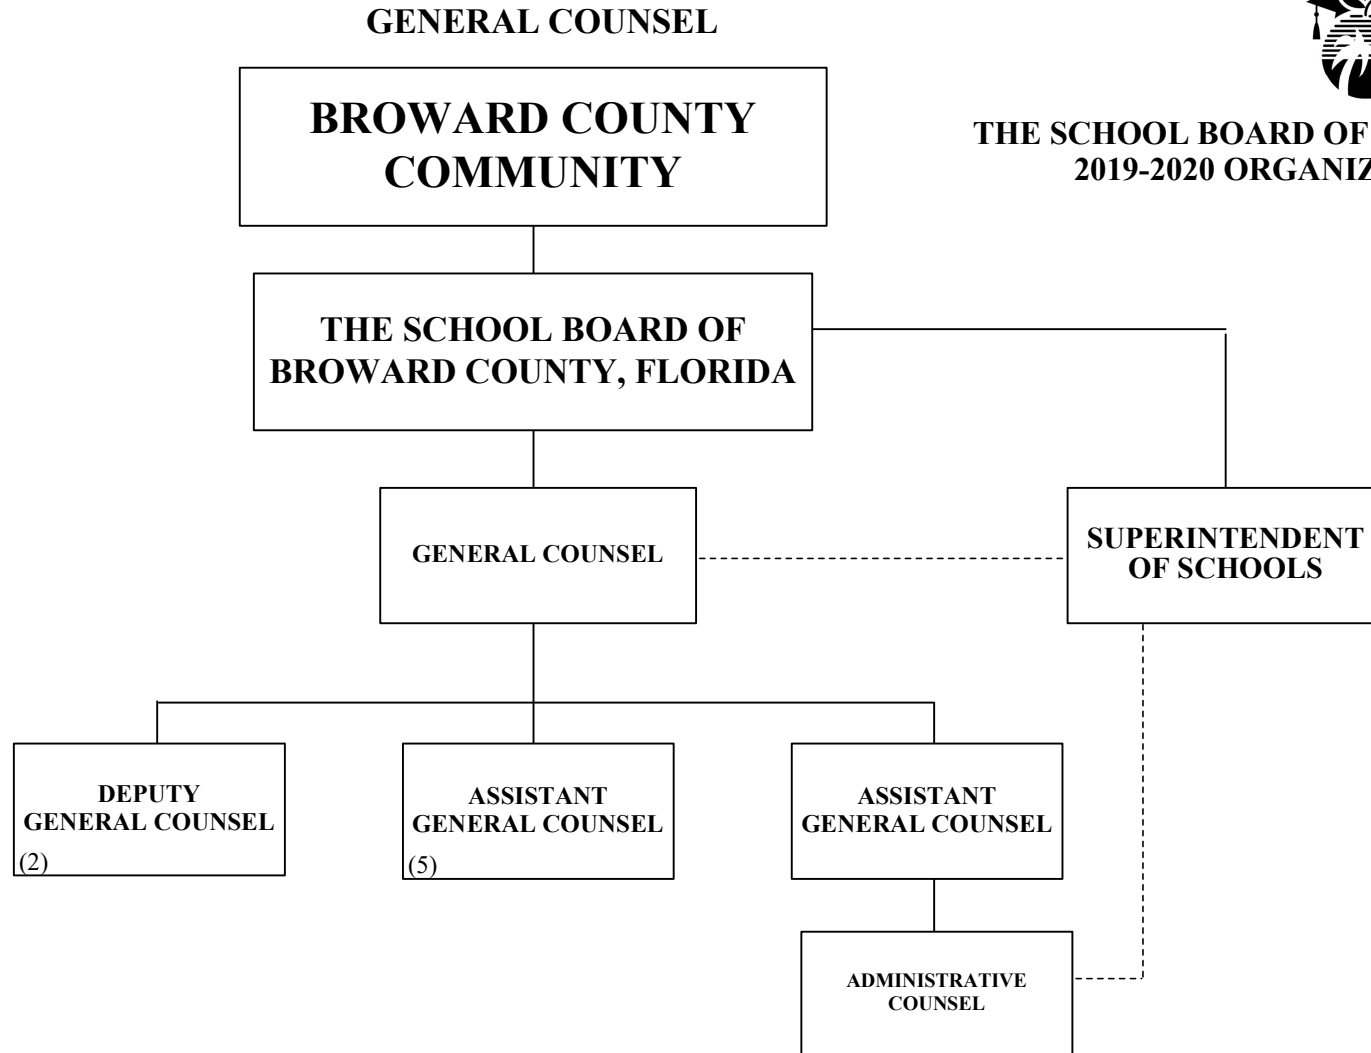 GENERAL COUNSEL
BROWARD COUNTY
COMMUNITY
THE SCHOOL BOARD OF
2019-2020 ORGANIZ
THE SCHOOL BOARD OF
BROWARD COUNTY, FLORIDA
GENERAL COUNSEL
SUPERINTENDENT
OF SCHOOLS
DEPUTY
GENERAL COUNSEL
(2)
ASSISTANT
GENERAL COUNSEL
(5)
ASSISTANT
GENERAL COUNSEL
ADMINISTRATIVE
COUNSEL